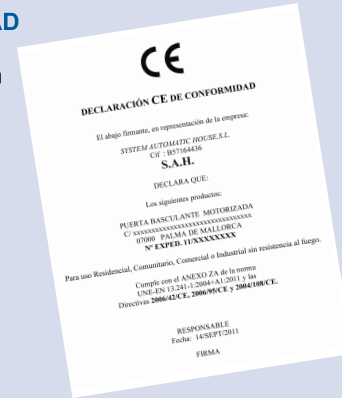 AD
CE
DECLARACIÓN CE DE CONFORMIDAD
El abajo firmante, en representación de la empresa:
SYSTEM AUTOMATIC HOUSE,S.L.
Cif : B57164436
S.A.H.
DECLARA QUE:
Los siguientes productos:
PUERTA BASCULANTE MOTORIZADA
C/ xxxxxxxxxxxxxxxxxxxxxxxxxxxxxx
07000 PALMA DE MALLORCA
Nº EXPED. 11/XXXXXXXX
Para uso Residencial, Comunitario, Comercial o Industrial sin resistencia al fuego.
Cumple con el ANEXO ZA de la norma
UNE-EN 13.241-1:2004+A1:2011 y las
Directivas 2006/42/CE, 2006/95/CE y 2004/108/CE.
RESPONSABLE
Fecha: 14/SEPT/2011
FIRMA